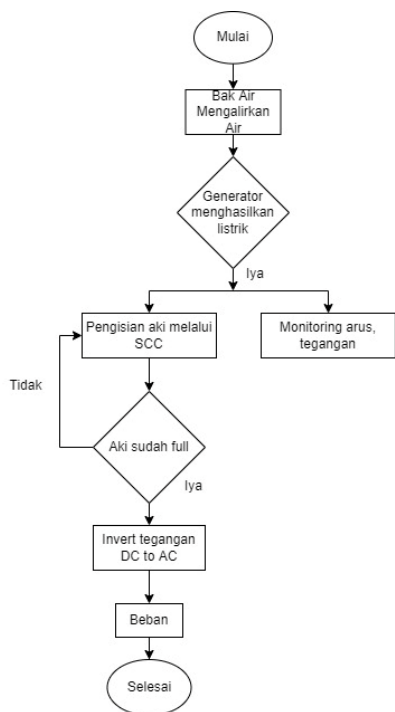 Mulai
Bak Air
Mengalirkan
Air
Generator
menghasilkan
listrik
Iya
Pengisian aki melalui
SCC
Monitoring arus,
tegangan
Tidak
Aki sudah full
Iya
Invert tegangan
DC to AC
Beban
Selesai